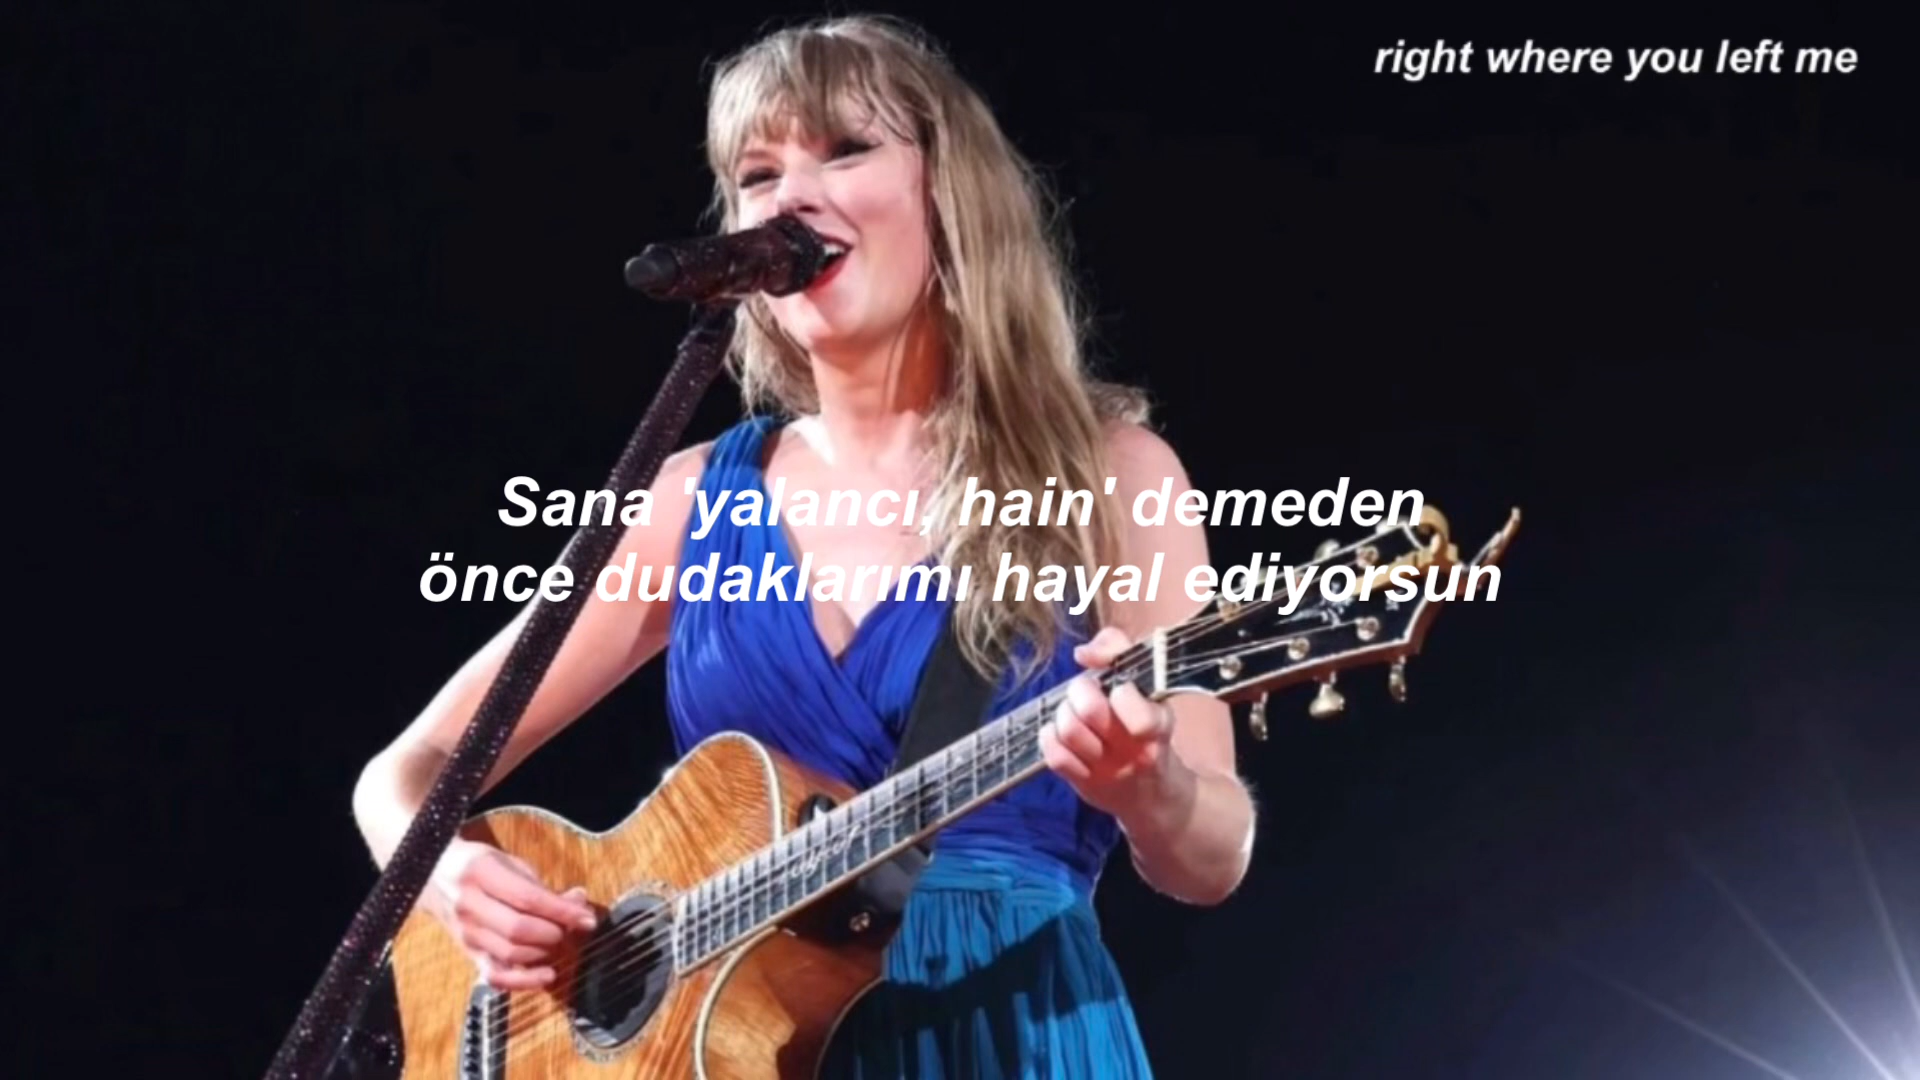 right where you left me
Sana 'yalancı, hain' demeden
önce dudaklarımı hayal ediyorsun